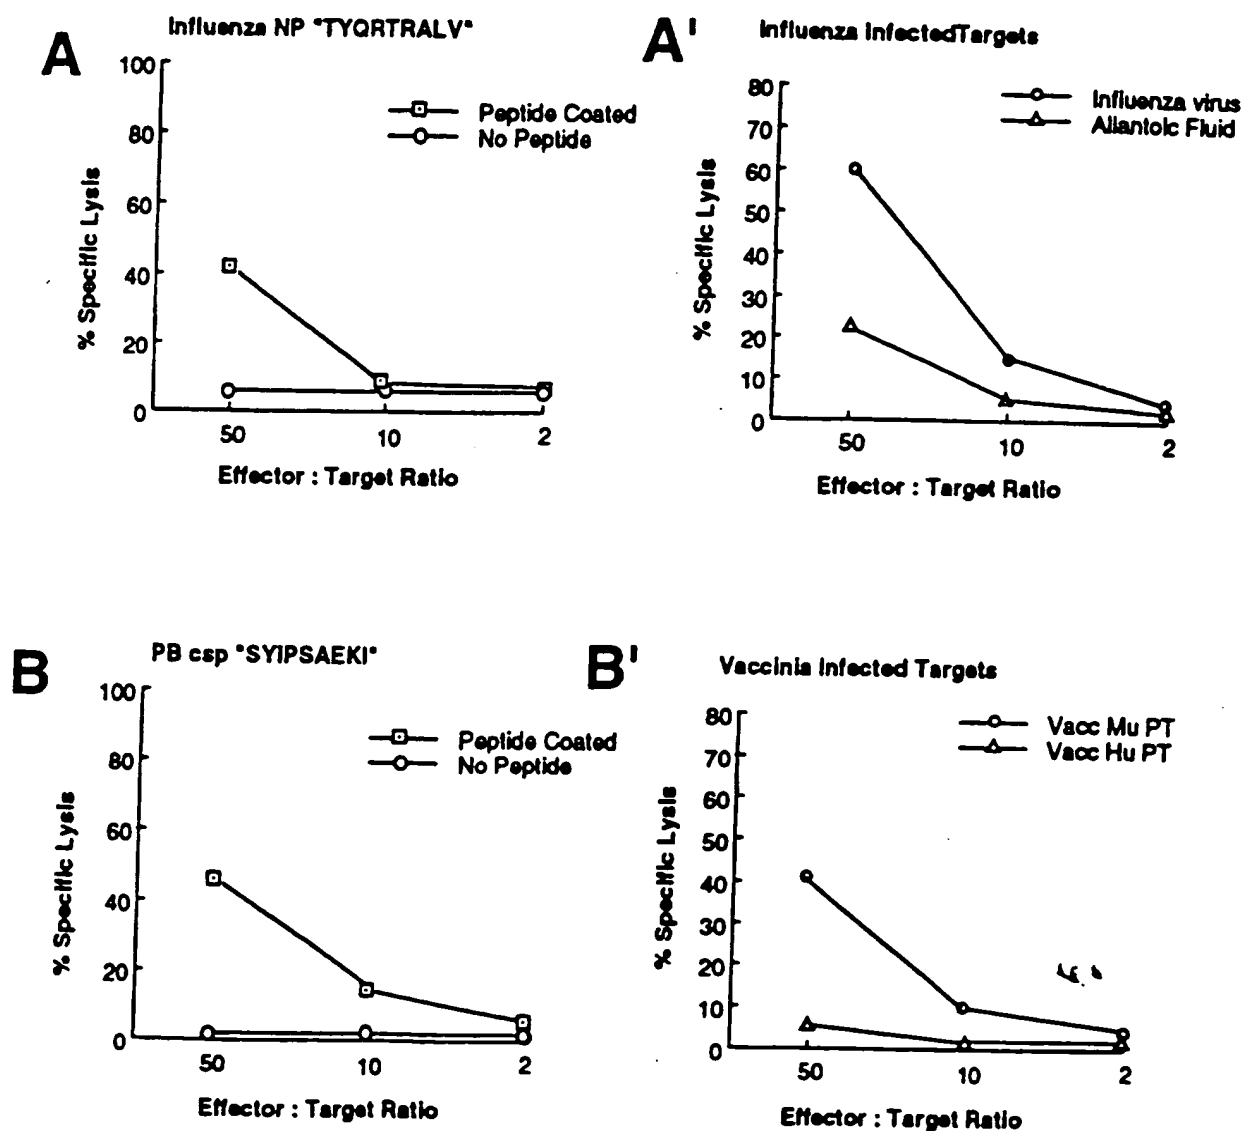 A
Influenza NP "TYQRTRALV"
100
80
60
40
20
0
% Specific Lysis
Peptide Coated
No Peptide
50 10 2
Effector : Target Ratio
A'
Influenza InfectedTargets
80
70
60
50
40
30
20
10
0
% Specific Lysis
Influenza virus
Allantoic Fluid
50 10 2
Effector : Target Ratio
B
PB csp "SYIPSAEKI"
100
80
60
40
20
0
% Specific Lysis
Peptide Coated
No Peptide
50 10 2
Effector : Target Ratio
B'
Vaccinia Infected Targets
80
70
60
50
40
30
20
10
0
% Specific Lysis
Vacc Mu PT
Vacc Hu PT
50 10 2
Effector : Target Ratio